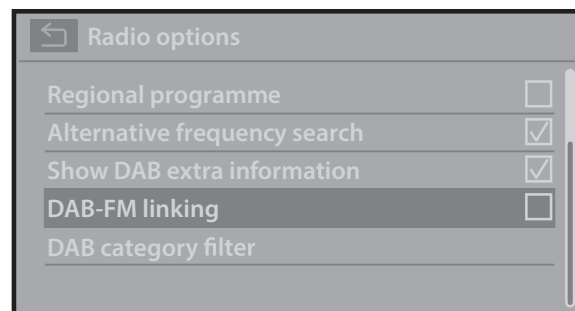 Radio options
Regional programme
Alternative frequency search
Show DAB extra information
DAB-FM linking
DAB category filter